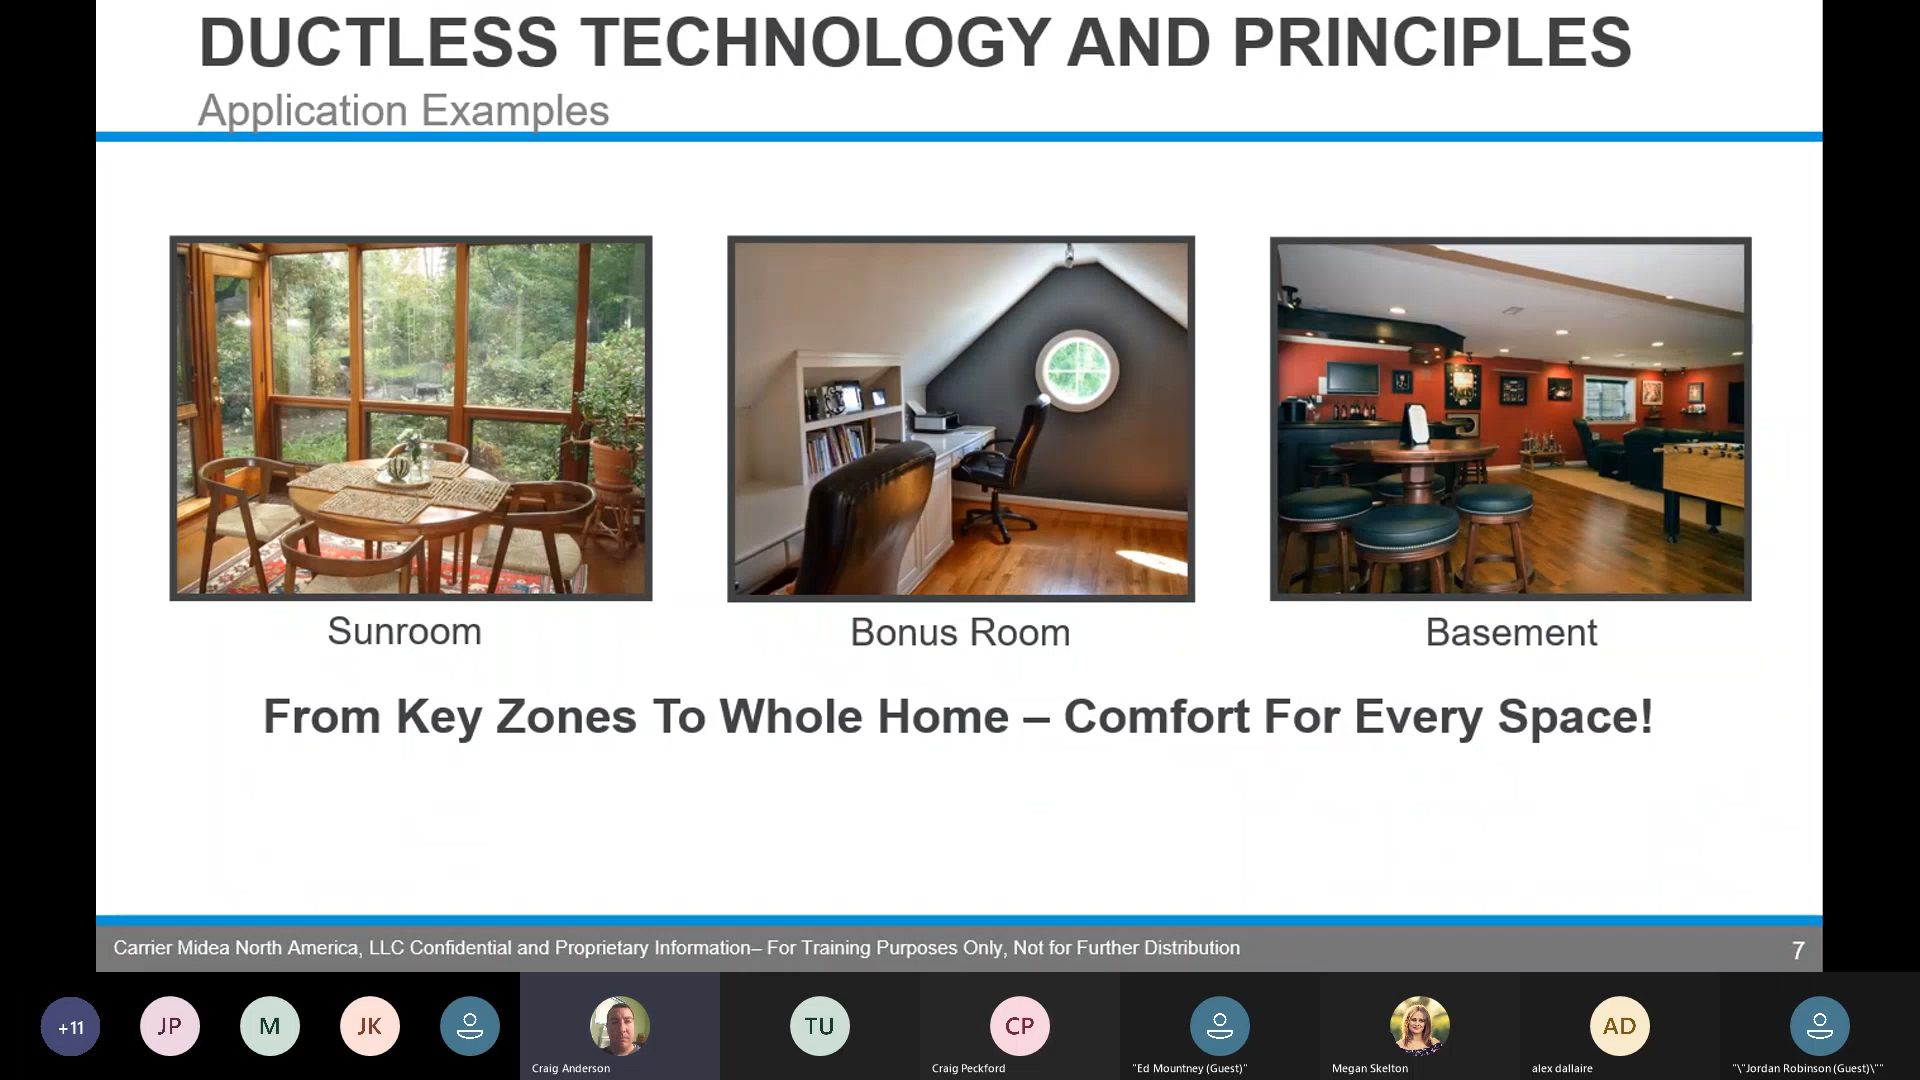 DUCTLESS TECHNOLOGY AND PRINCIPLES
Application Examples
Sunroom
Bonus Room
Basement
From Key Zones To Whole Home – Comfort For Every Space!
Carrier Midea North America, LLC Confidential and Proprietary Information– For Training Purposes Only, Not for Further Distribution
7
+11
JP
M
JK
TU
CP
AD
Craig Anderson
Craig Peckford
"Ed Mountney (Guest)"
Megan Skelton
alex dallaire
"\"Jordan Robinson (Guest)\""